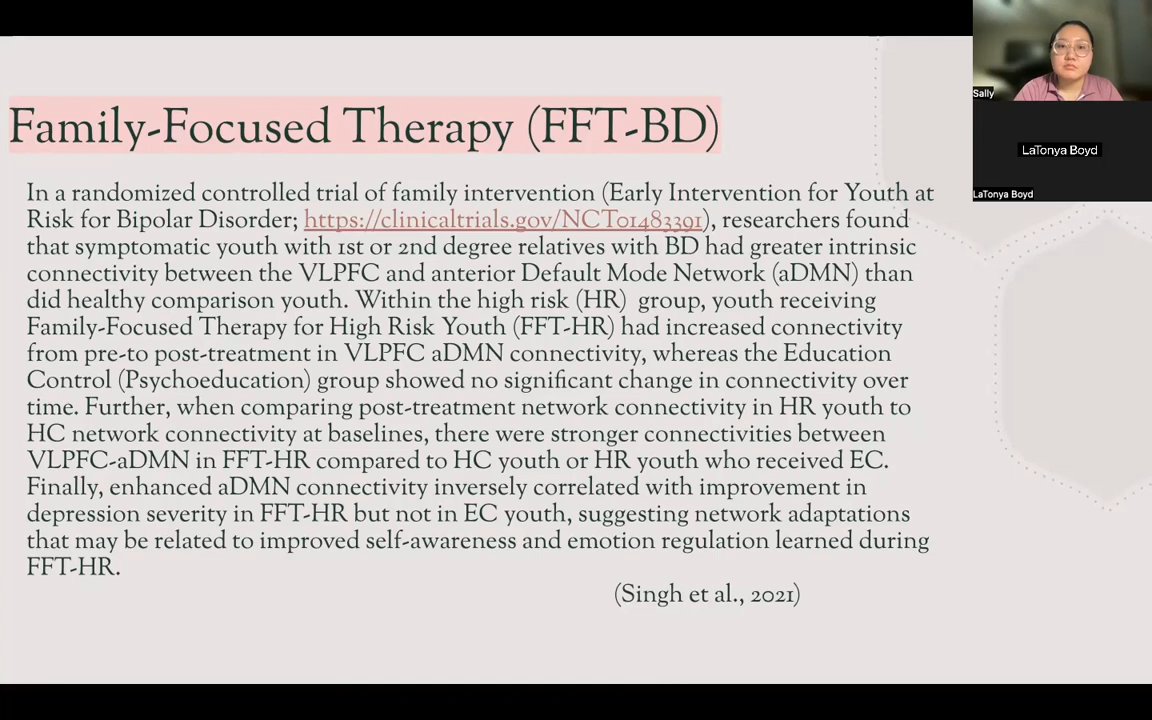 Family-Focused Therapy (FFT-BD)
In a randomized controlled trial of family intervention (Early Intervention for Youth at
Risk for Bipolar Disorder; https://clinicaltrials.gov/NCT01483391), researchers found
that symptomatic youth with 1st or 2nd degree relatives with BD had greater intrinsic
connectivity between the VLPFC and anterior Default Mode Network (aDMN) than
did healthy comparison youth. Within the high risk (HR) group, youth receiving
Family-Focused Therapy for High Risk Youth (FFT-HR) had increased connectivity
from pre-to post-treatment in VLPFC aDMN connectivity, whereas the Education
Control (Psychoeducation) group showed no significant change in connectivity over
time. Further, when comparing post-treatment network connectivity in HR youth to
HC network connectivity at baselines, there were stronger connectivities between
VLPFC-aDMN in FFT-HR compared to HC youth or HR youth who received EC.
Finally, enhanced aDMN connectivity inversely correlated with improvement in
depression severity in FFT-HR but not in EC youth, suggesting network adaptations
that may be related to improved self-awareness and emotion regulation learned during
FFT-HR.
(Singh et al., 2021)
Sally
LaTonya Boyd
LaTonya Boyd